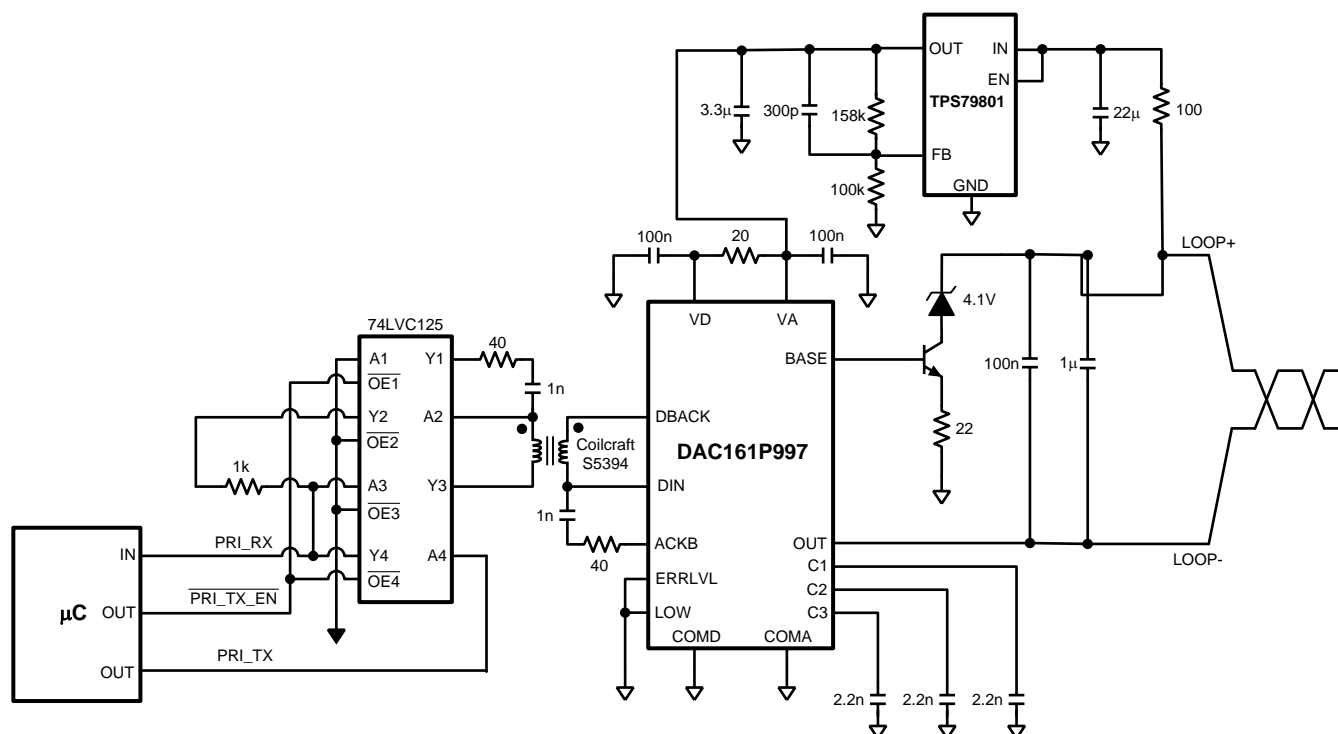 OUT
IN
EN
TPS79801
FB
GND
3.3µ
300p
158k
100k
22µ
100
100n
20
100n
LOOP+
VD
VA
4.1V
74LVC125
A1
Y1
40
BASE
OE1
1n
100n
1µ
Y2
A2
DBACK
OE2
Coilcraft
S5394
DAC161P997
22
1k
A3
Y3
DIN
OE3
1n
IN
PRI_RX
Y4
A4
ACKB
OUT
LOOP-
40
OE4
ERRLVL
C1
PRI_TX_EN
C2
µC
OUT
LOW
C3
COMD
COMA
OUT
PRI_TX
2.2n
2.2n
2.2n